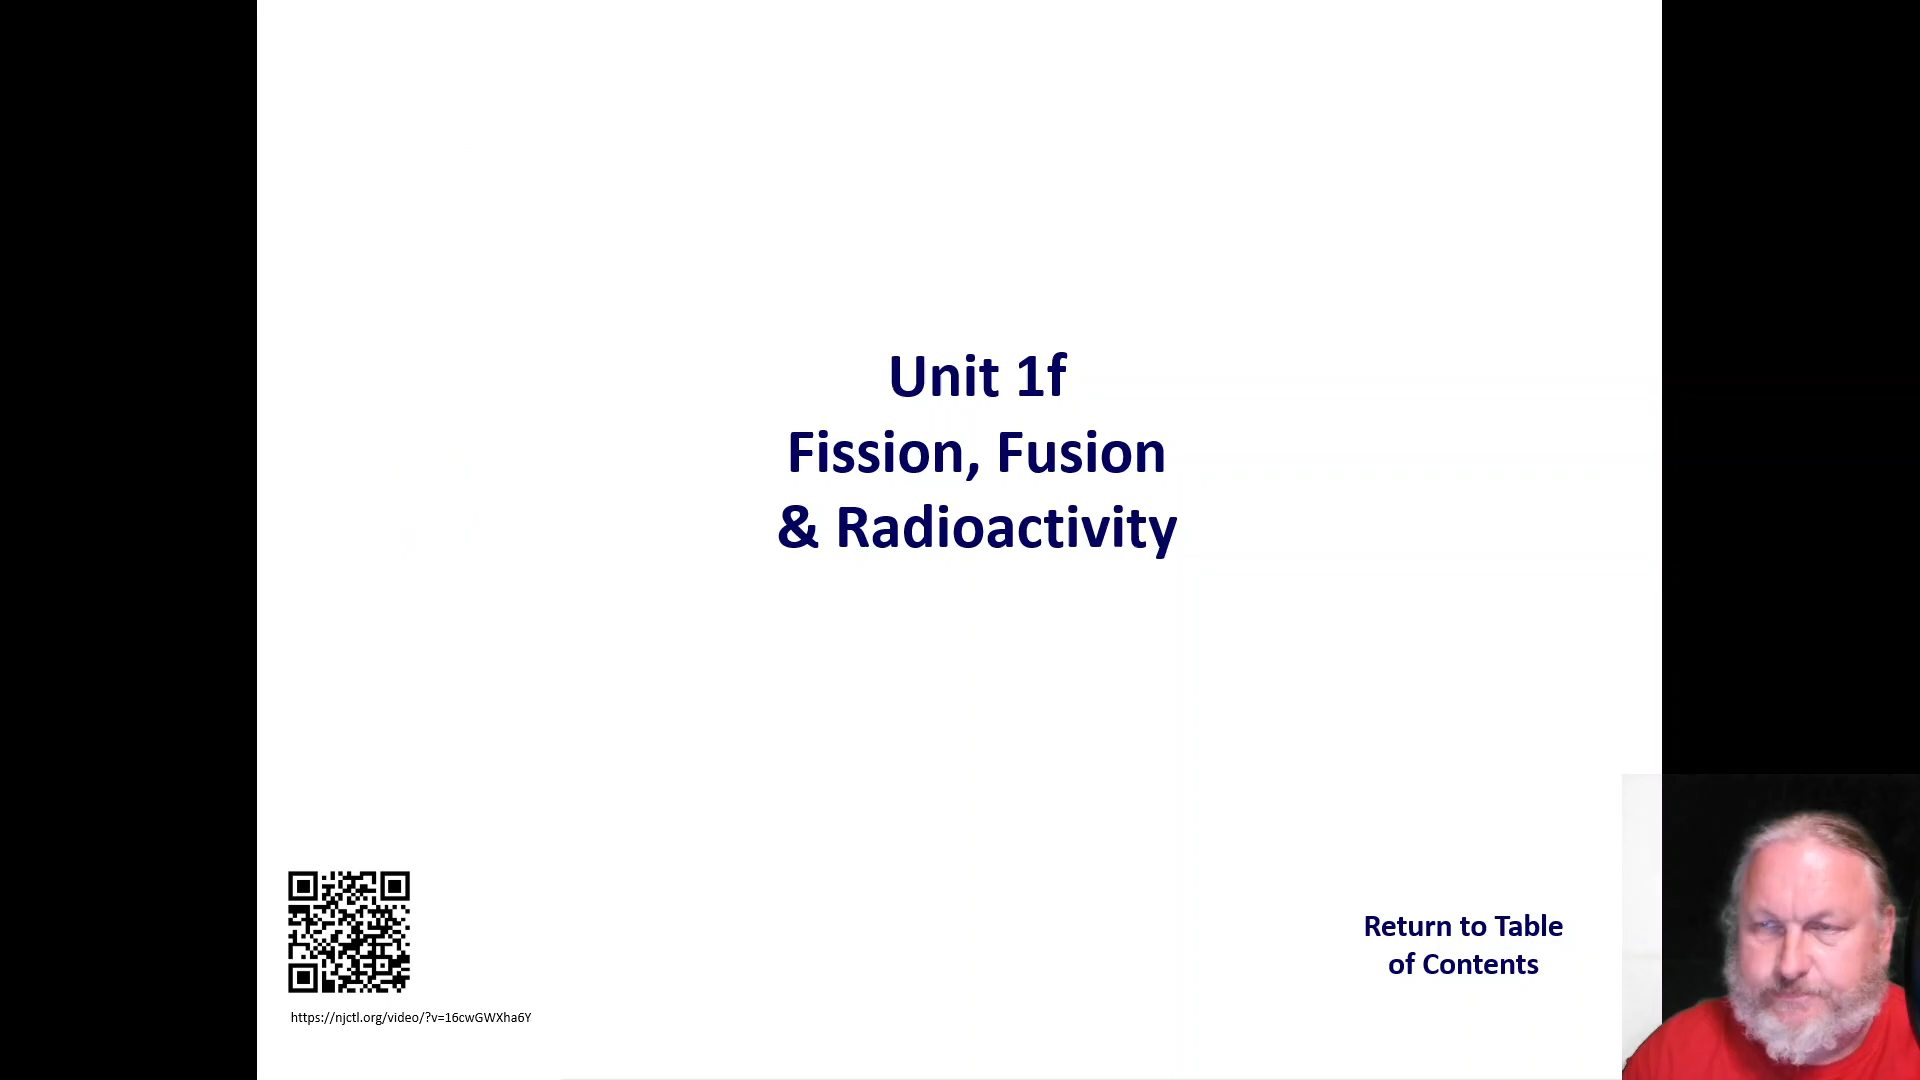 Unit 1f
Fission, Fusion
& Radioactivity
https://njctl.org/video/?v=16cwGWXha6Y
Return to Table
of Contents